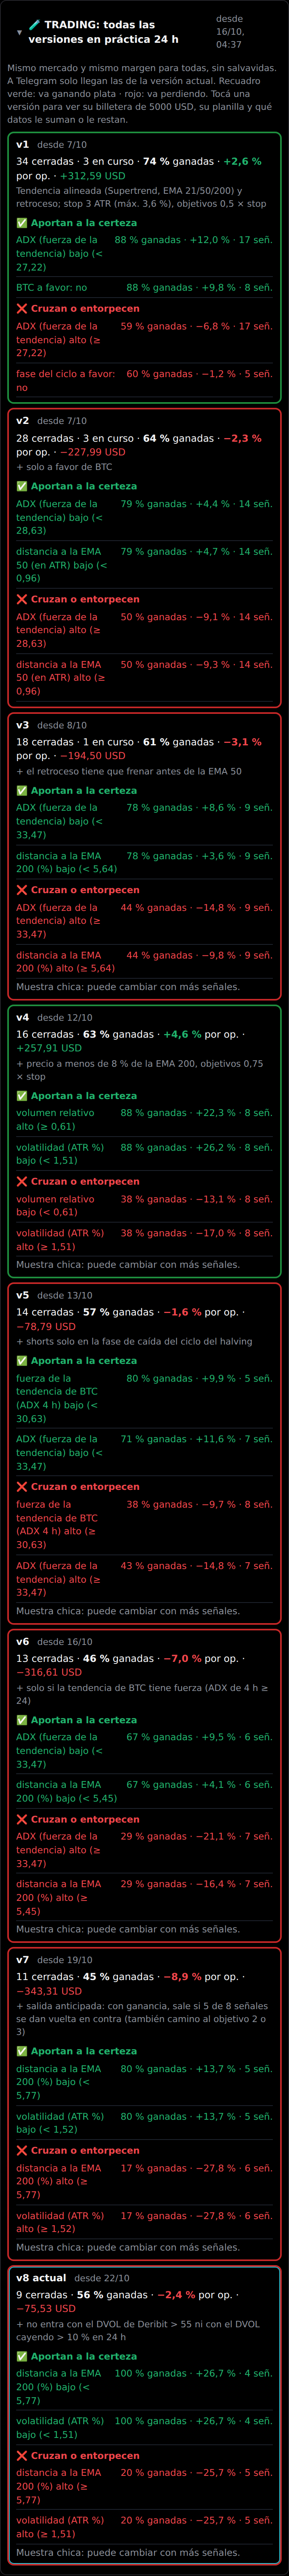 ▼ 🧪 TRADING: todas las
versiones en práctica 24 h
desde
16/10,
04:37
Mismo mercado y mismo margen para todas, sin salvavidas.
A Telegram solo llegan las de la versión actual. Recuadro
verde: va ganando plata · rojo: va perdiendo. Tocá una
versión para ver su billetera de 5000 USD, su planilla y qué
datos le suman o le restan.
v1 desde 7/10
34 cerradas · 3 en curso · 74 % ganadas · +2,6 %
por op. · +312,59 USD
Tendencia alineada (Supertrend, EMA 21/50/200) y
retroceso; stop 3 ATR (máx. 3,6 %), objetivos 0,5 × stop
✅ Aportan a la certeza
ADX (fuerza de la 88 % ganadas · +12,0 % · 17 señ.
tendencia) bajo (<
27,22)
BTC a favor: no 88 % ganadas · +9,8 % · 8 señ.
❌ Cruzan o entorpecen
ADX (fuerza de la 59 % ganadas · −6,8 % · 17 señ.
tendencia) alto (≥
27,22)
fase del ciclo a favor: 60 % ganadas · −1,2 % · 5 señ.
no
v2 desde 7/10
28 cerradas · 3 en curso · 64 % ganadas · −2,3 %
por op. · −227,99 USD
+ solo a favor de BTC
✅ Aportan a la certeza
ADX (fuerza de la 79 % ganadas · +4,4 % · 14 señ.
tendencia) bajo (<
28,63)
distancia a la EMA 79 % ganadas · +4,7 % · 14 señ.
50 (en ATR) bajo (<
0,96)
❌ Cruzan o entorpecen
ADX (fuerza de la 50 % ganadas · −9,1 % · 14 señ.
tendencia) alto (≥
28,63)
distancia a la EMA 50 % ganadas · −9,3 % · 14 señ.
50 (en ATR) alto (≥
0,96)
v3 desde 8/10
18 cerradas · 1 en curso · 61 % ganadas · −3,1 %
por op. · −194,50 USD
+ el retroceso tiene que frenar antes de la EMA 50
✅ Aportan a la certeza
ADX (fuerza de la 78 % ganadas · +8,6 % · 9 señ.
tendencia) bajo (<
33,47)
distancia a la EMA 78 % ganadas · +3,6 % · 9 señ.
200 (%) bajo (< 5,64)
❌ Cruzan o entorpecen
ADX (fuerza de la 44 % ganadas · −14,8 % · 9 señ.
tendencia) alto (≥
33,47)
distancia a la EMA 44 % ganadas · −9,8 % · 9 señ.
200 (%) alto (≥ 5,64)
Muestra chica: puede cambiar con más señales.
v4 desde 12/10
16 cerradas · 63 % ganadas · +4,6 % por op. ·
+257,91 USD
+ precio a menos de 8 % de la EMA 200, objetivos 0,75
× stop
✅ Aportan a la certeza
volumen relativo 88 % ganadas · +22,3 % · 8 señ.
alto (≥ 0,61)
volatilidad (ATR %) 88 % ganadas · +26,2 % · 8 señ.
bajo (< 1,51)
❌ Cruzan o entorpecen
volumen relativo 38 % ganadas · −13,1 % · 8 señ.
bajo (< 0,61)
volatilidad (ATR %) 38 % ganadas · −17,0 % · 8 señ.
alto (≥ 1,51)
Muestra chica: puede cambiar con más señales.
v5 desde 13/10
14 cerradas · 57 % ganadas · −1,6 % por op. ·
−78,79 USD
+ shorts solo en la fase de caída del ciclo del halving
✅ Aportan a la certeza
fuerza de la 80 % ganadas · +9,9 % · 5 señ.
tendencia de BTC
(ADX 4 h) bajo (<
30,63)
ADX (fuerza de la 71 % ganadas · +11,6 % · 7 señ.
tendencia) bajo (<
33,47)
❌ Cruzan o entorpecen
fuerza de la 38 % ganadas · −9,7 % · 8 señ.
tendencia de BTC
(ADX 4 h) alto (≥
30,63)
ADX (fuerza de la 43 % ganadas · −14,8 % · 7 señ.
tendencia) alto (≥
33,47)
Muestra chica: puede cambiar con más señales.
v6 desde 16/10
13 cerradas · 46 % ganadas · −7,0 % por op. ·
−316,61 USD
+ solo si la tendencia de BTC tiene fuerza (ADX de 4 h ≥
24)
✅ Aportan a la certeza
ADX (fuerza de la 67 % ganadas · +9,5 % · 6 señ.
tendencia) bajo (<
33,47)
distancia a la EMA 67 % ganadas · +4,1 % · 6 señ.
200 (%) bajo (< 5,45)
❌ Cruzan o entorpecen
ADX (fuerza de la 29 % ganadas · −21,1 % · 7 señ.
tendencia) alto (≥
33,47)
distancia a la EMA 29 % ganadas · −16,4 % · 7 señ.
200 (%) alto (≥
5,45)
Muestra chica: puede cambiar con más señales.
v7 desde 19/10
11 cerradas · 45 % ganadas · −8,9 % por op. ·
−343,31 USD
+ salida anticipada: con ganancia, sale si 5 de 8 señales
se dan vuelta en contra (también camino al objetivo 2 o
3)
✅ Aportan a la certeza
distancia a la EMA 80 % ganadas · +13,7 % · 5 señ.
200 (%) bajo (<
5,77)
volatilidad (ATR %) 80 % ganadas · +13,7 % · 5 señ.
bajo (< 1,52)
❌ Cruzan o entorpecen
distancia a la EMA 17 % ganadas · −27,8 % · 6 señ.
200 (%) alto (≥
5,77)
volatilidad (ATR %) 17 % ganadas · −27,8 % · 6 señ.
alto (≥ 1,52)
Muestra chica: puede cambiar con más señales.
v8 actual desde 22/10
9 cerradas · 56 % ganadas · −2,4 % por op. ·
−75,53 USD
+ no entra con el DVOL de Deribit > 55 ni con el DVOL
cayendo > 10 % en 24 h
✅ Aportan a la certeza
distancia a la EMA 100 % ganadas · +26,7 % · 4 señ.
200 (%) bajo (<
5,77)
volatilidad (ATR %) 100 % ganadas · +26,7 % · 4 señ.
bajo (< 1,51)
❌ Cruzan o entorpecen
distancia a la EMA 20 % ganadas · −25,7 % · 5 señ.
200 (%) alto (≥
5,77)
volatilidad (ATR %) 20 % ganadas · −25,7 % · 5 señ.
alto (≥ 1,51)
Muestra chica: puede cambiar con más señales.